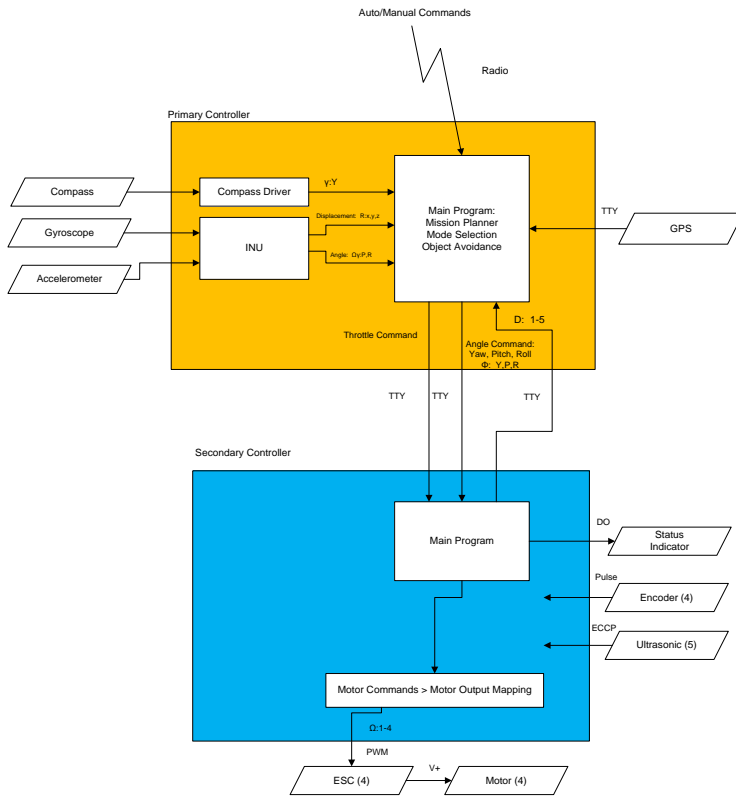 Auto/Manual Commands
Radio
Primary Controller
Compass
Compass Driver
γ:Y
Main Program:
Mission Planner
Mode Selection
Object Avoidance
Displacement: R:x,y,z
Gyroscope
INU
TTY
GPS
Angle: Ωγ:P,R
Accelerometer
D: 1-5
Throttle Command
Angle Command:
Yaw, Pitch, Roll
Φ: Y,P,R
TTY
TTY
TTY
Secondary Controller
Main Program
DO
Status
Indicator
Pulse
Encoder (4)
ECCP
Ultrasonic (5)
Motor Commands > Motor Output Mapping
Ω:1-4
PWM
ESC (4)
V+
Motor (4)